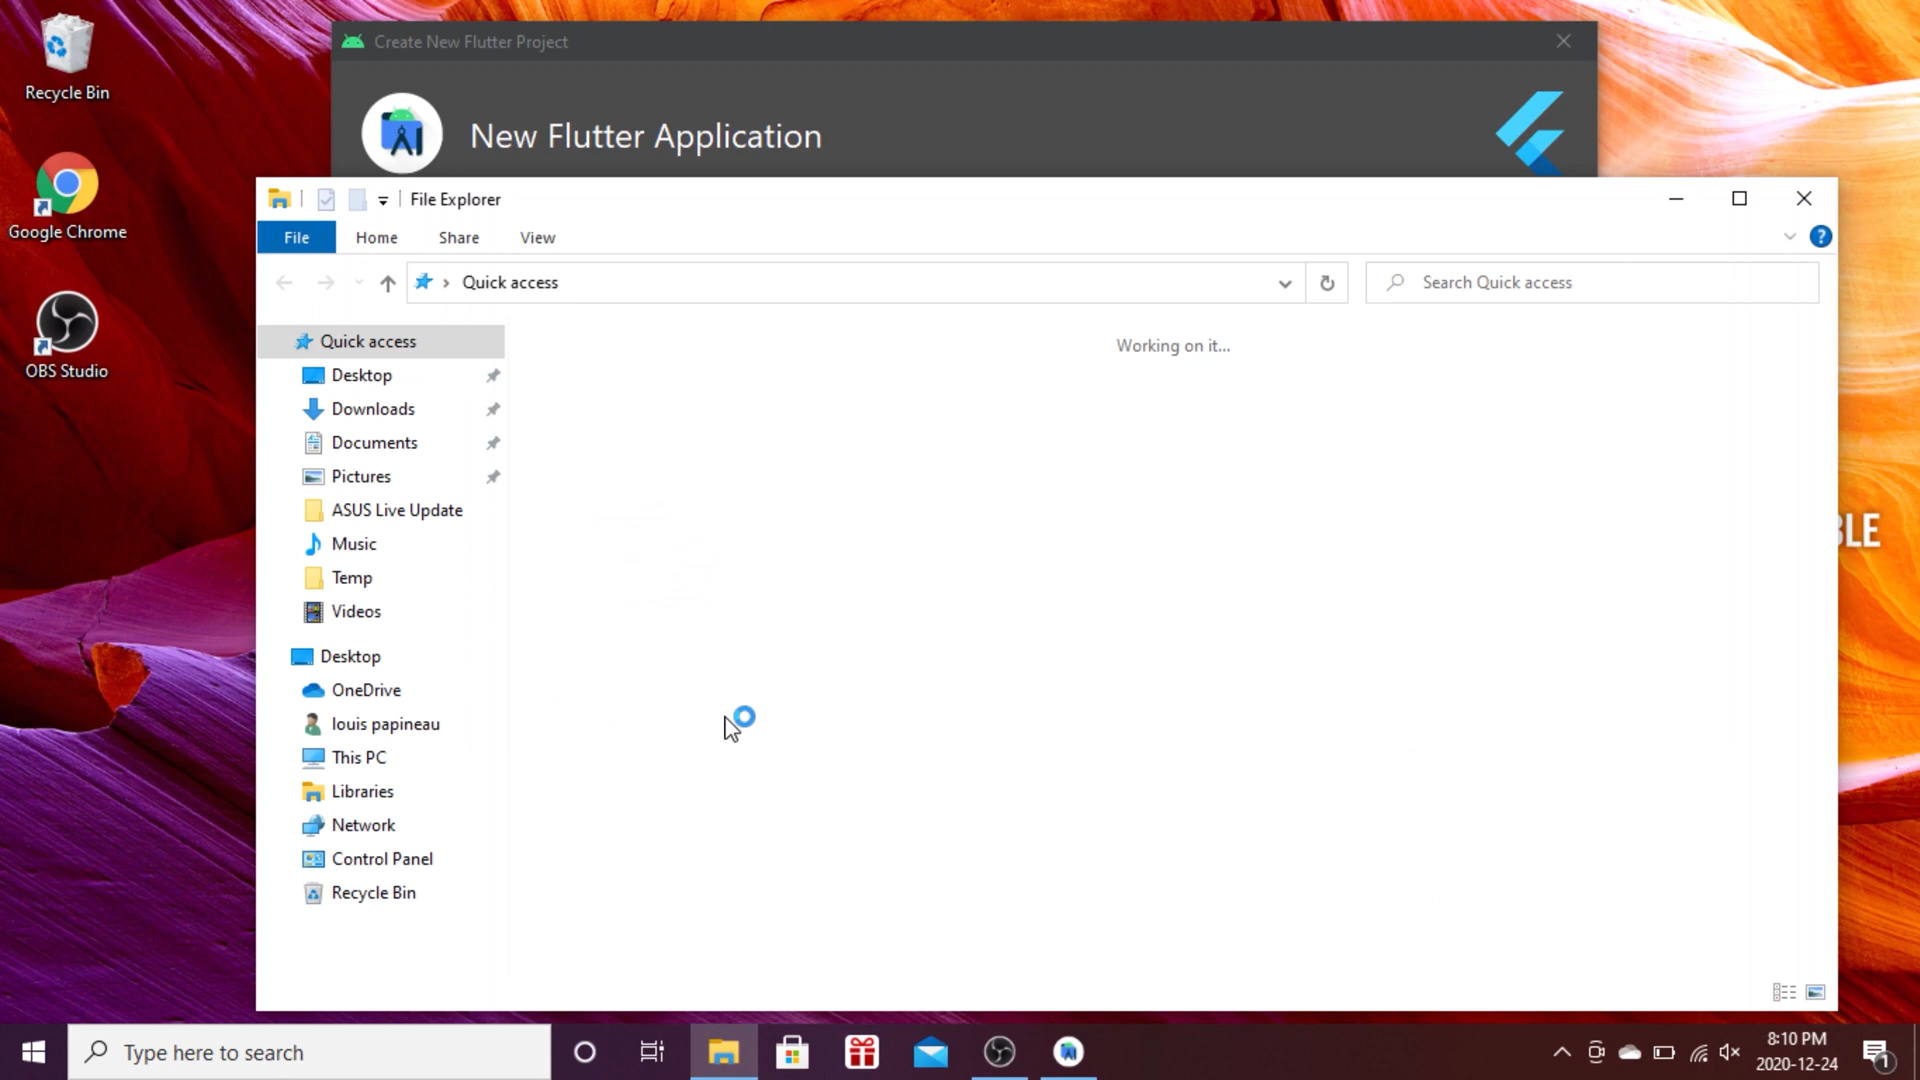 Recycle Bin
Google Chrome
OBS Studio
Create New Flutter Project
New Flutter Application
File Explorer
File
Home
Share
View
?
Quick access
Search Quick access
Quick access
Desktop
Downloads
Documents
Pictures
ASUS Live Update
Music
Temp
Videos
Desktop
OneDrive
louis papineau
This PC
Libraries
Network
Control Panel
Recycle Bin
Working on it...
Type here to search
8:10 PM
2020-12-24
1